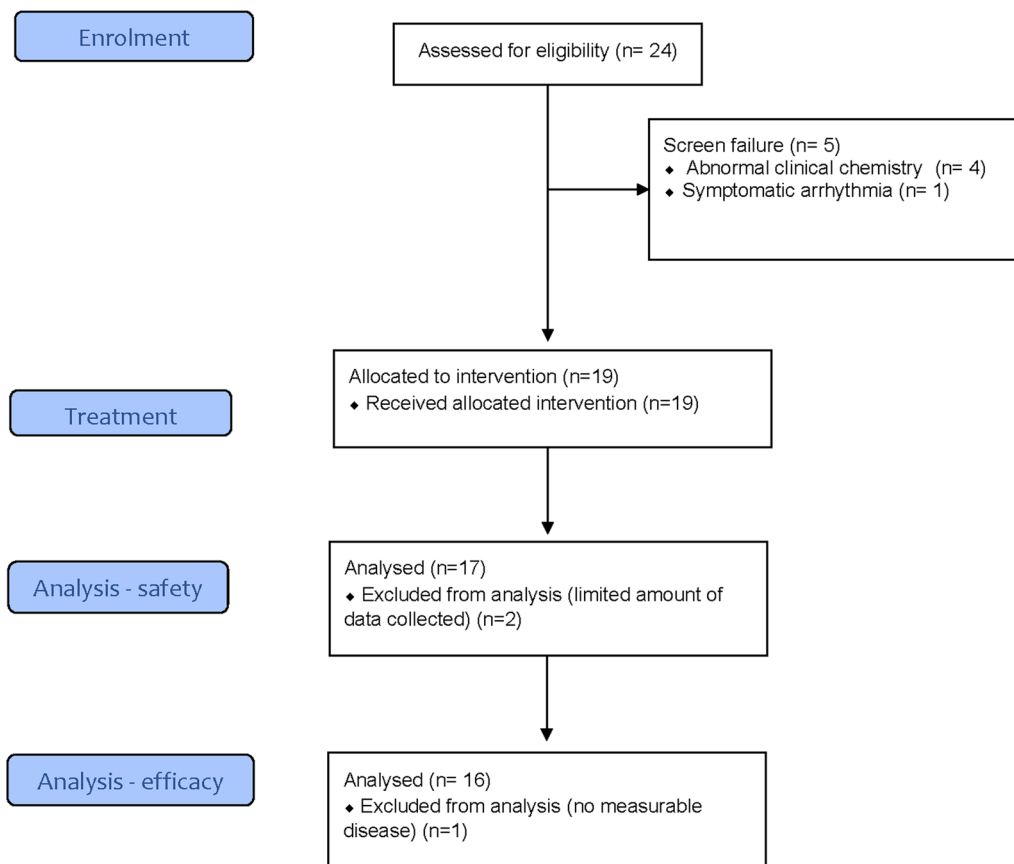 Enrolment
Assessed for eligibility (n= 24)
Screen failure (n= 5)
⬥ Abnormal clinical chemistry (n= 4)
⬥ Symptomatic arrhythmia (n= 1)
Allocated to intervention (n=19)
⬥ Received allocated intervention (n=19)
Treatment
Analysed (n=17)
⬥ Excluded from analysis (limited amount of
data collected) (n=2)
Analysis - safety
Analysed (n= 16)
⬥ Excluded from analysis (no measurable
disease) (n=1)
Analysis - efficacy